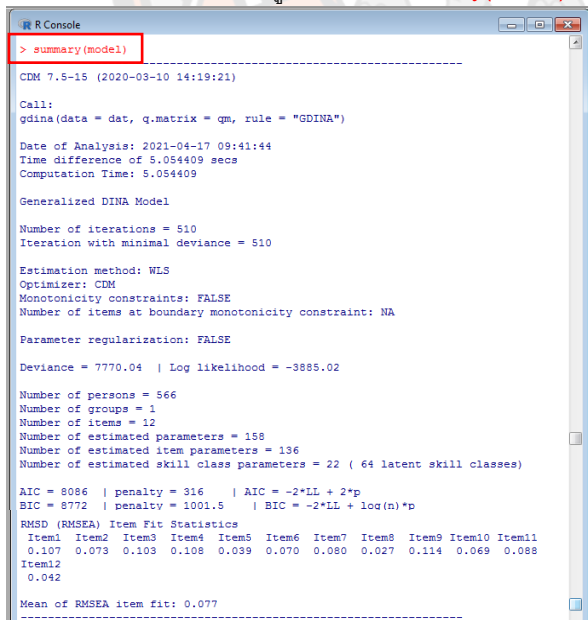 R R Console
> summary(model)
----------------------------------------------------------------
CDM 7.5-15 (2020-03-10 14:19:21)
Call:
gdina(data = dat, q.matrix = qm, rule = "GDINA")
Date of Analysis: 2021-04-17 09:41:44
Time difference of 5.054409 secs
Computation Time: 5.054409
Generalized DINA Model
Number of iterations = 510
Iteration with minimal deviance = 510
Estimation method: WLS
Optimizer: CDM
Monotonicity constraints: FALSE
Number of items at boundary monotonicity constraint: NA
Parameter regularization: FALSE
Deviance = 7770.04 | Log likelihood = -3885.02
Number of persons = 566
Number of groups = 1
Number of items = 12
Number of estimated parameters = 158
Number of estimated item parameters = 136
Number of estimated skill class parameters = 22 ( 64 latent skill classes)
AIC = 8086 | penalty = 316 | AIC = -2*LL + 2*p
BIC = 8772 | penalty = 1001.5 | BIC = -2*LL + log(n)*p
RMSD (RMSEA) Item Fit Statistics
Item1 Item2 Item3 Item4 Item5 Item6 Item7 Item8 Item9 Item10 Item11
0.107 0.073 0.103 0.108 0.039 0.070 0.080 0.027 0.114 0.069 0.088
Item12
0.042
Mean of RMSEA item fit: 0.077
----------------------------------------------------------------